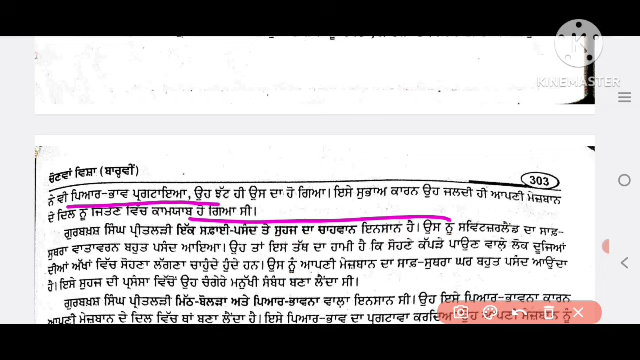 KINEMASTER
ਚੋਣਵਾਂ ਵਿਸ਼ਾ (ਬਾਰ੍ਹਵੀਂ)
303
ਨੇ ਵੀ ਪਿਆਰ-ਭਾਵ ਪ੍ਰਗਟਾਇਆ, ਉਹ ਝੱਟ ਹੀ ਉਸ ਦਾ ਹੋ ਗਿਆ। ਇਸੇ ਸੁਭਾਅ ਕਾਰਨ ਉਹ ਜਲਦੀ ਹੀ ਆਪਣੀ ਮੇਜ਼ਬਾਨ
ਦੇ ਦਿਲ ਨੂੰ ਜਿੱਤਣ ਵਿੱਚ ਕਾਮਯਾਬ ਹੋ ਗਿਆ ਸੀ।
ਗੁਰਬਖ਼ਸ਼ ਸਿੰਘ ਪ੍ਰੀਤਲੜੀ ਇੱਕ ਸਫ਼ਾਈ-ਪਸੰਦ ਤੇ ਸੁਹਜ ਦਾ ਚਾਹਵਾਨ ਇਨਸਾਨ ਹੈ। ਉਸ ਨੂੰ ਸਵਿਟਜ਼ਰਲੈਂਡ ਦਾ ਸਾਫ਼-
ਸੁਥਰਾ ਵਾਤਾਵਰਨ ਬਹੁਤ ਪਸੰਦ ਆਇਆ। ਉਹ ਤਾਂ ਇਸ ਤੱਥ ਦਾ ਹਾਮੀ ਹੈ ਕਿ ਸੋਹਣੇ ਕੱਪੜੇ ਪਾਉਣ ਵਾਲੇ ਲੋਕ ਦੂਜਿਆਂ
ਦੀਆਂ ਅੱਖਾਂ ਵਿੱਚ ਸੋਹਣਾ ਲੱਗਣਾ ਚਾਹੁੰਦੇ ਹੁੰਦੇ ਹਨ। ਉਸ ਨੂੰ ਆਪਣੀ ਮੇਜ਼ਬਾਨ ਦਾ ਸਾਫ਼-ਸੁਥਰਾ ਘਰ ਬਹੁਤ ਪਸੰਦ ਆਉਂਦਾ
ਹੈ। ਇਸੇ ਸੁਹਜ ਦੀ ਪ੍ਰਸੰਸਾ ਵਿੱਚੋਂ ਉਹ ਚੰਗੇਰੇ ਮਨੁੱਖੀ ਸੰਬੰਧ ਬਣਾ ਲੈਂਦਾ ਸੀ।
ਗੁਰਬਖ਼ਸ਼ ਸਿੰਘ ਪ੍ਰੀਤਲੜੀ ਮਿੱਠ-ਬੋਲੜਾ ਅਤੇ ਪਿਆਰ-ਭਾਵਨਾ ਵਾਲਾ ਇਨਸਾਨ ਸੀ। ਉਹ ਇਸੇ ਪਿਆਰ-ਭਾਵਨਾ ਕਾਰਨ
ਆਪਣੀ ਮੇਜ਼ਬਾਨ ਦੇ ਦਿਲ ਵਿੱਚ ਥਾਂ ਬਣਾ ਲੈਂਦਾ ਹੈ। ਇਸੇ ਪਿਆਰ-ਭਾਵ ਦਾ ਪ੍ਰਗਟਾਵਾ ਕਰਦਿਆਂ ਆਪਣੀ ਮੇਜ਼ਬਾਨ ਨੂੰ